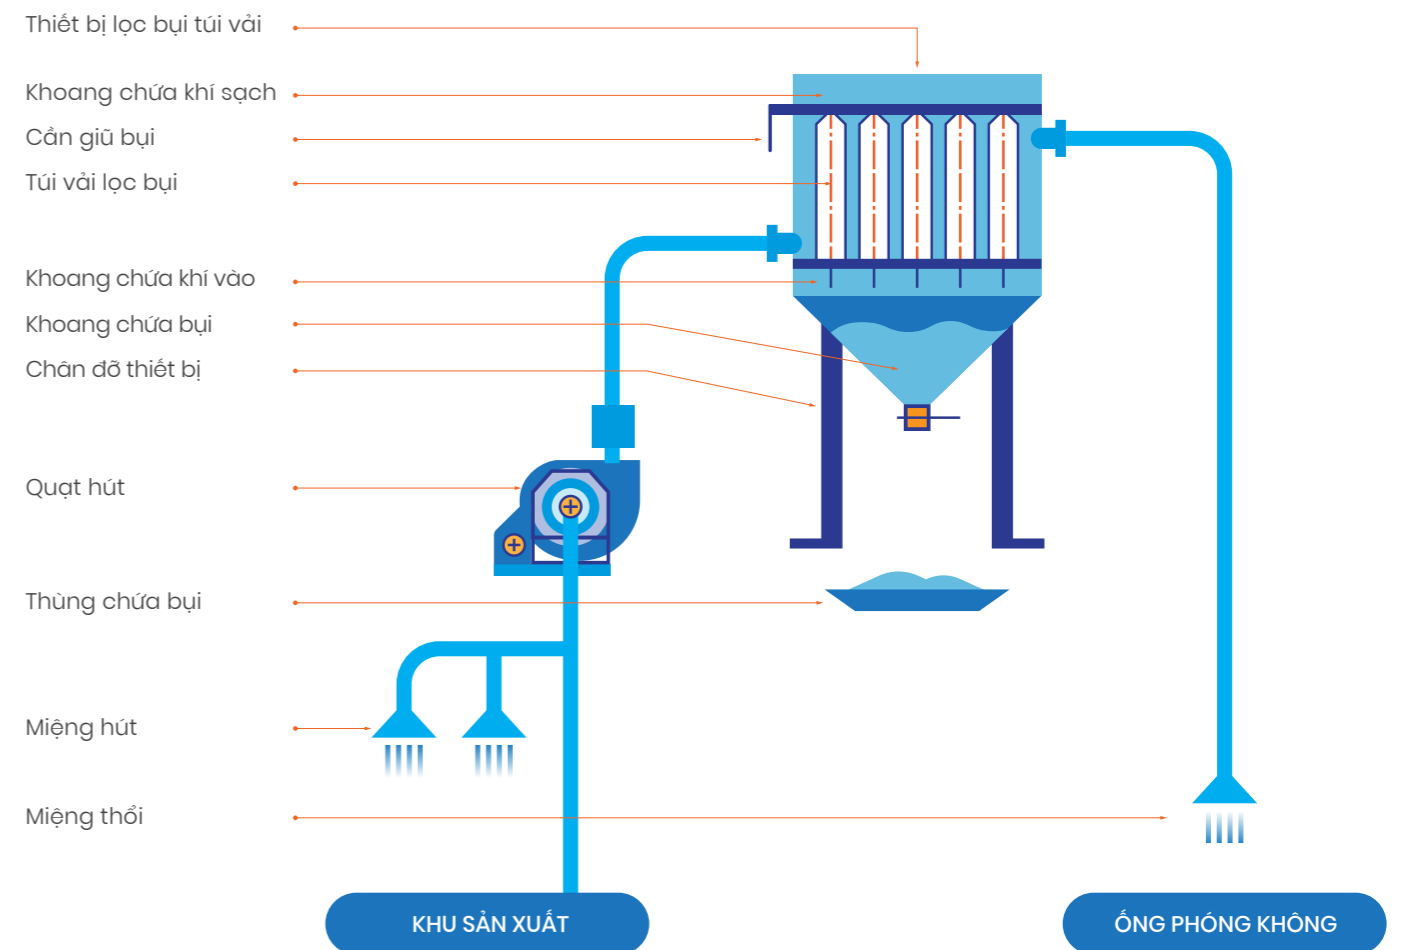 Thiết bị lọc bụi túi vải
Khoang chứa khí sạch
Cần giũ bụi
Túi vải lọc bụi
Khoang chứa khí vào
Khoang chứa bụi
Chân đỡ thiết bị
Quạt hút
Thùng chứa bụi
Miệng hút
Miệng thổi
KHU SẢN XUẤT
ỐNG PHÓNG KHÔNG